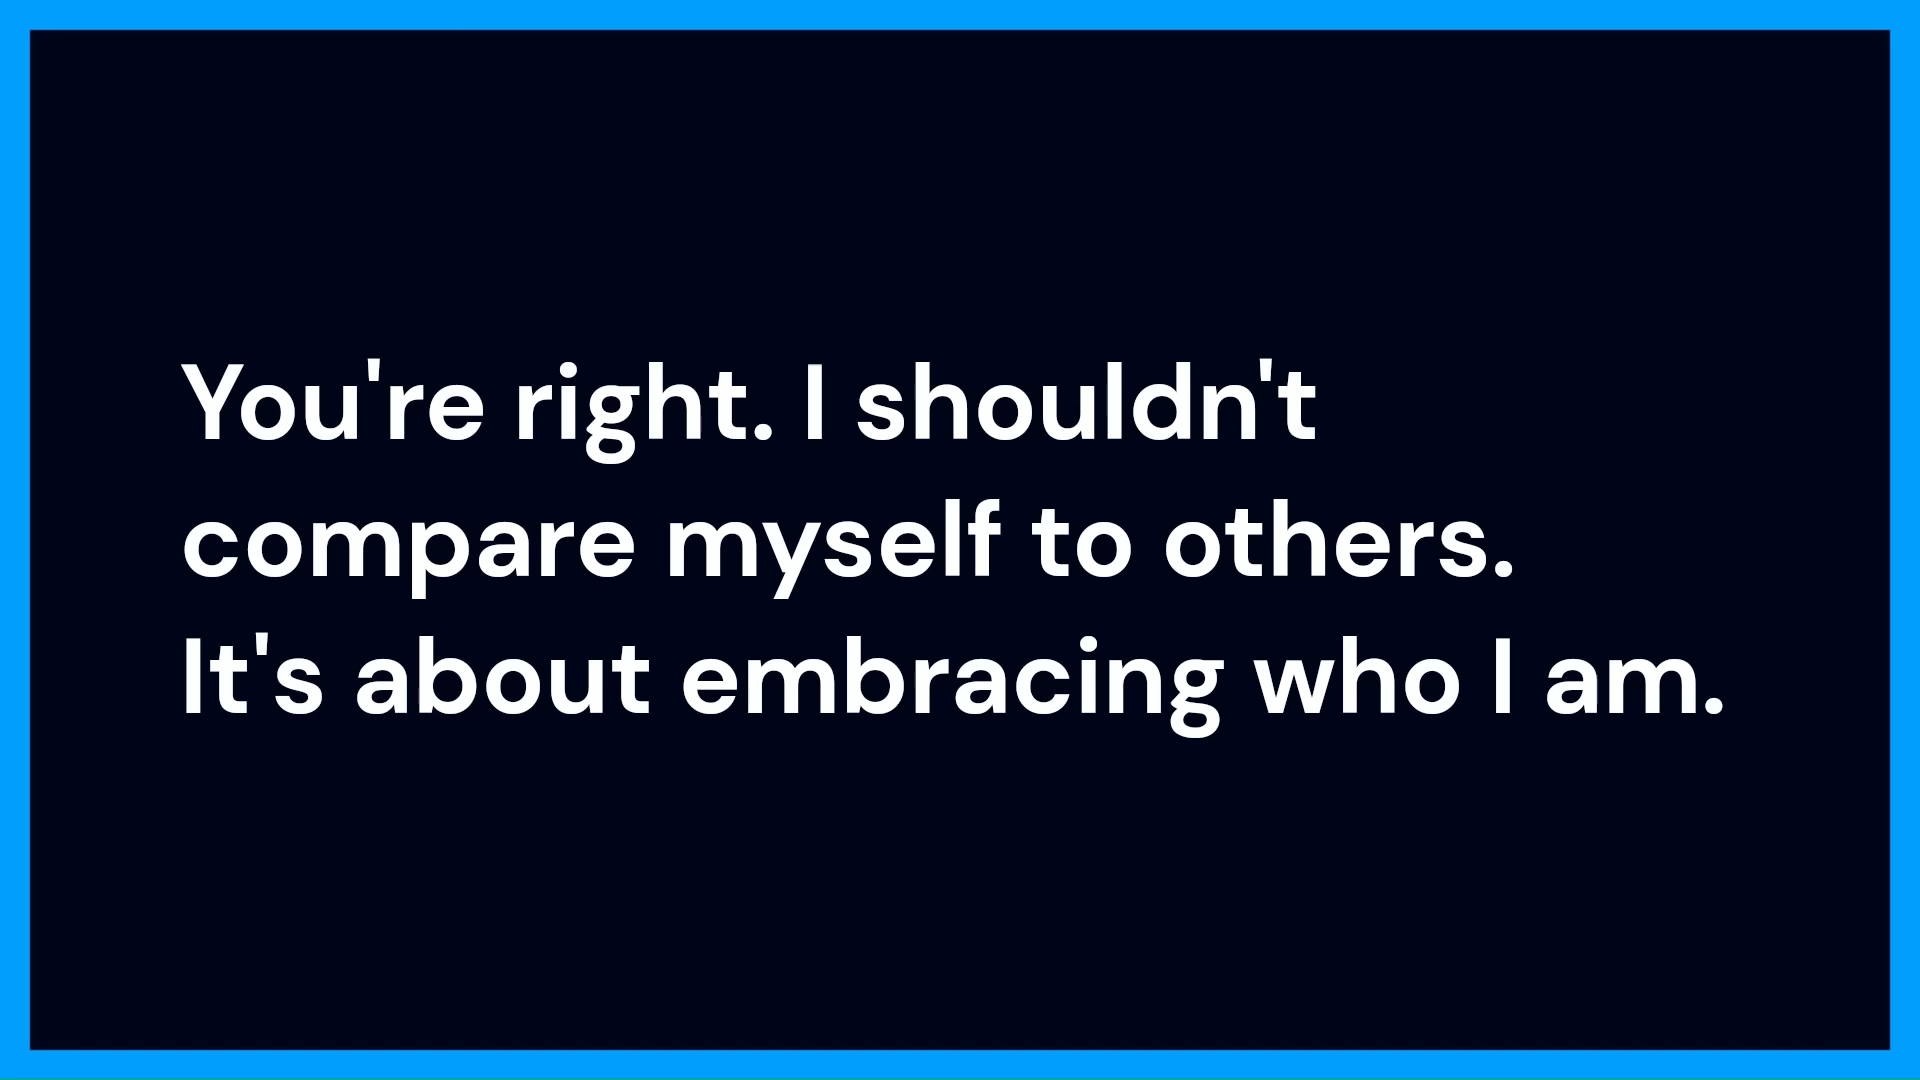 You're right. I shouldn't
compare myself to others.
It's about embracing who I am.